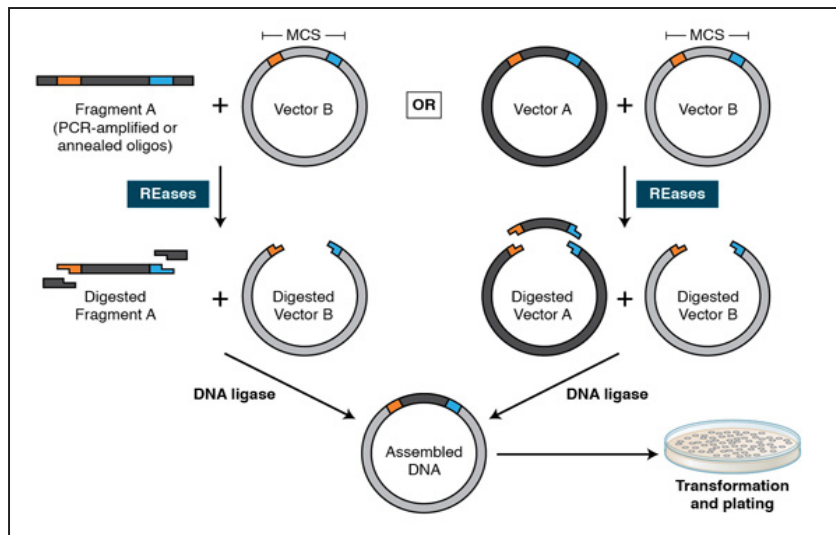 MCS
MCS
Fragment A
(PCR-amplified or
annealed oligos)
+
Vector B
OR
Vector A
+
Vector B
REases
REases
Digested
Fragment A
+
Digested
Vector B
Digested
Vector A
+
Digested
Vector B
DNA ligase
DNA ligase
Assembled
DNA
Transformation
and plating